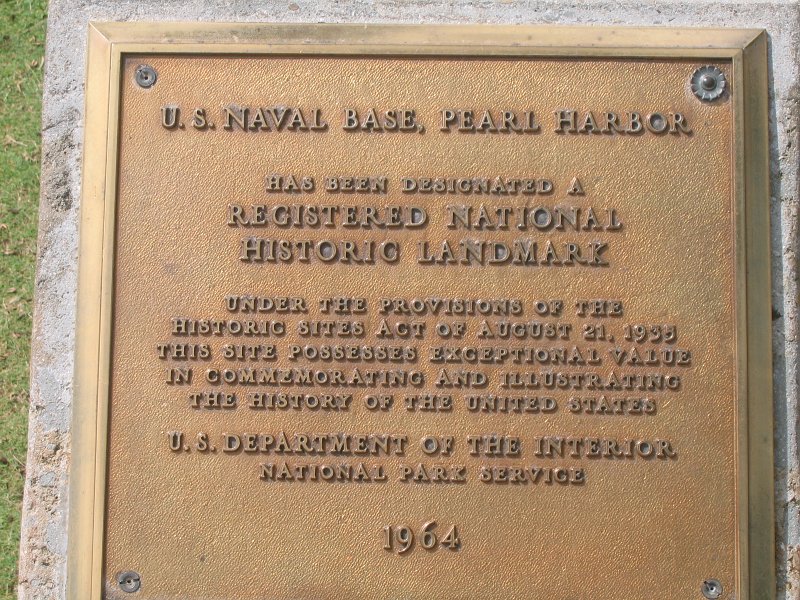 U. S. NAVAL BASE, PEARL HARBOR
HAS BEEN DESIGNATED A
REGISTERED NATIONAL
HISTORIC LANDMARK
UNDER THE PROVISIONS OF THE
HISTORIC SITES ACT OF AUGUST 21, 1935
THIS SITE POSSESSES EXCEPTIONAL VALUE
IN COMMEMORATING AND ILLUSTRATING
THE HISTORY OF THE UNITED STATES
U. S. DEPARTMENT OF THE INTERIOR
NATIONAL PARK SERVICE
1964